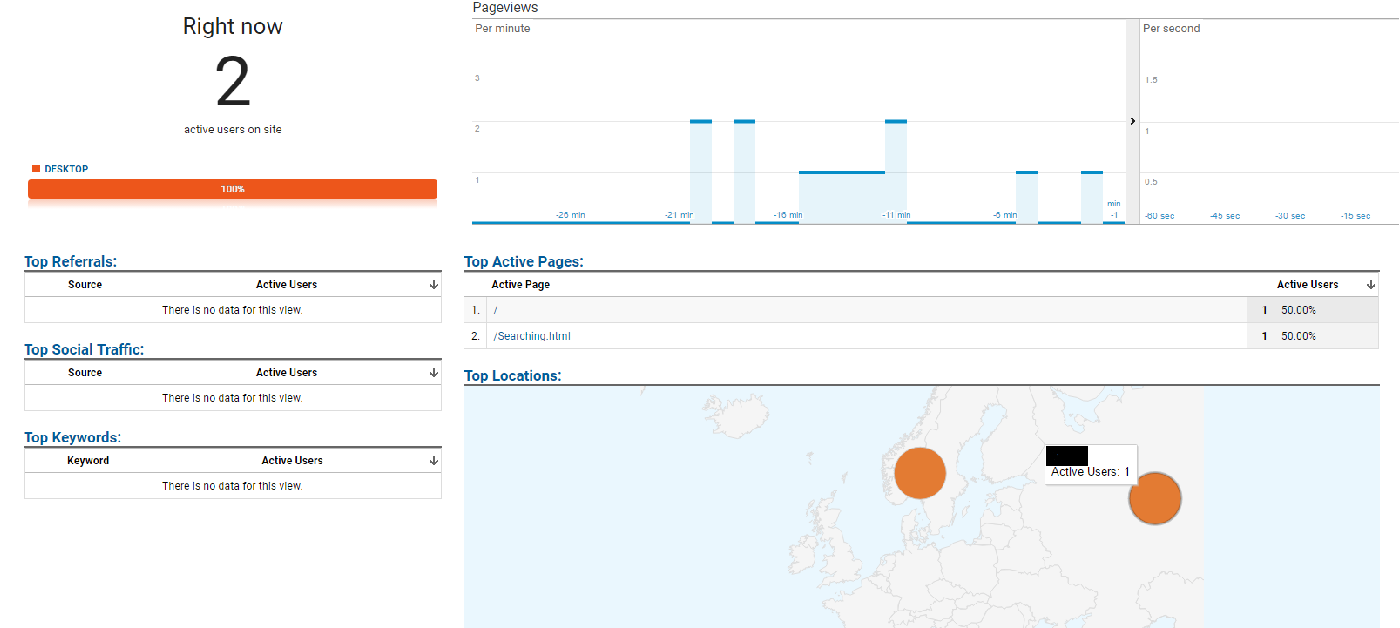 Right now
2
active users on site
DESKTOP
100%
Pageviews
Per minute
Per second
3
2
1
1.5
1
0.5
-26 min
-21 min
-16 min
-11 min
-6 min
min
-1
-60 sec
-45 sec
-30 sec
-15 sec
Top Referrals:
Source Active Users
There is no data for this view.
Top Social Traffic:
Source Active Users
There is no data for this view.
Top Keywords:
Keyword Active Users
There is no data for this view.
Top Active Pages:
Active Page Active Users
1. / 1 50.00%
2. /Searching.html 1 50.00%
Top Locations:
Active Users: 1